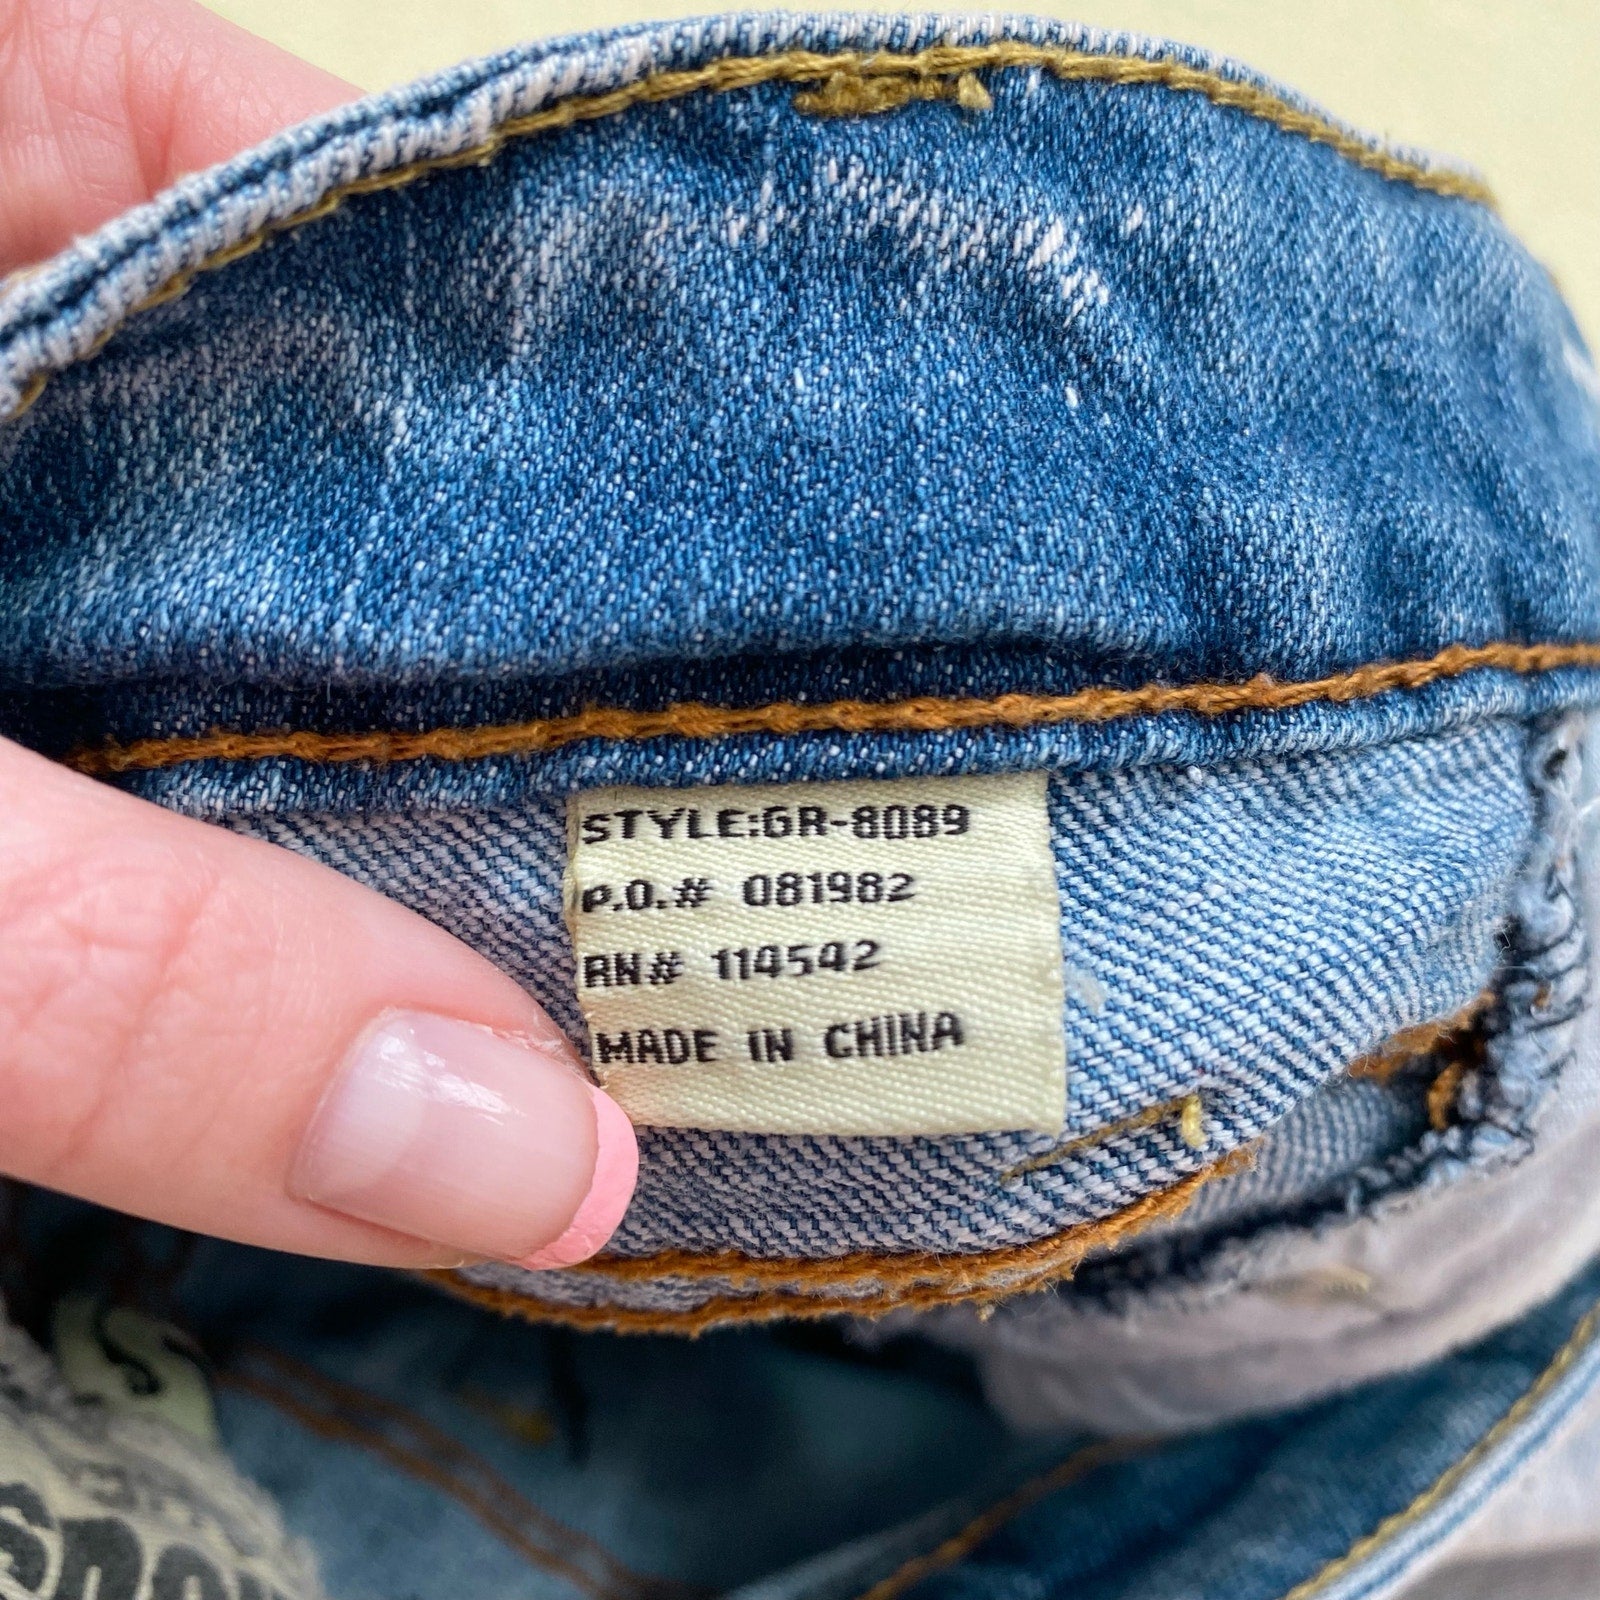 STYLE:GR-8089
P.O.# 081982
RN# 114542
MADE IN CHINA